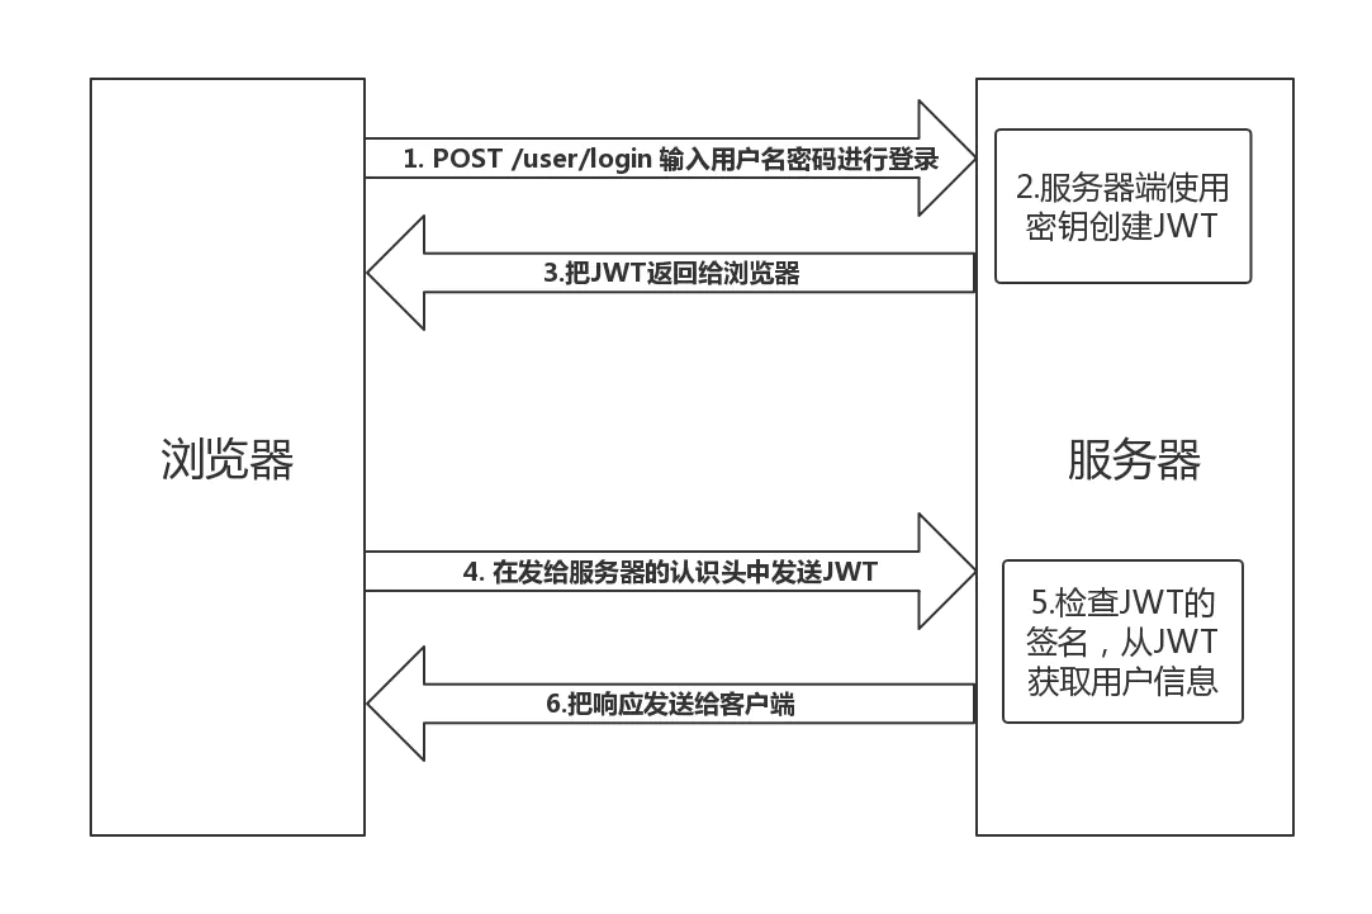 1. POST /user/login 输入用户名密码进行登录
2.服务器端使用
密钥创建JWT
3.把JWT返回给浏览器
浏览器
服务器
4. 在发给服务器的认识头中发送JWT
5.检查JWT的
签名，从JWT
获取用户信息
6.把响应发送给客户端